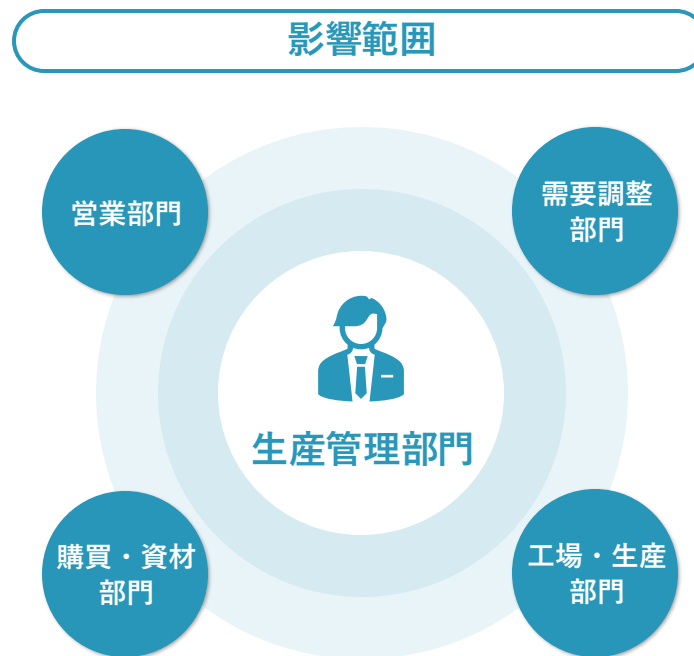 影響範囲
営業部門
需要調整
部門
生産管理部門
購買・資材
部門
工場・生産
部門